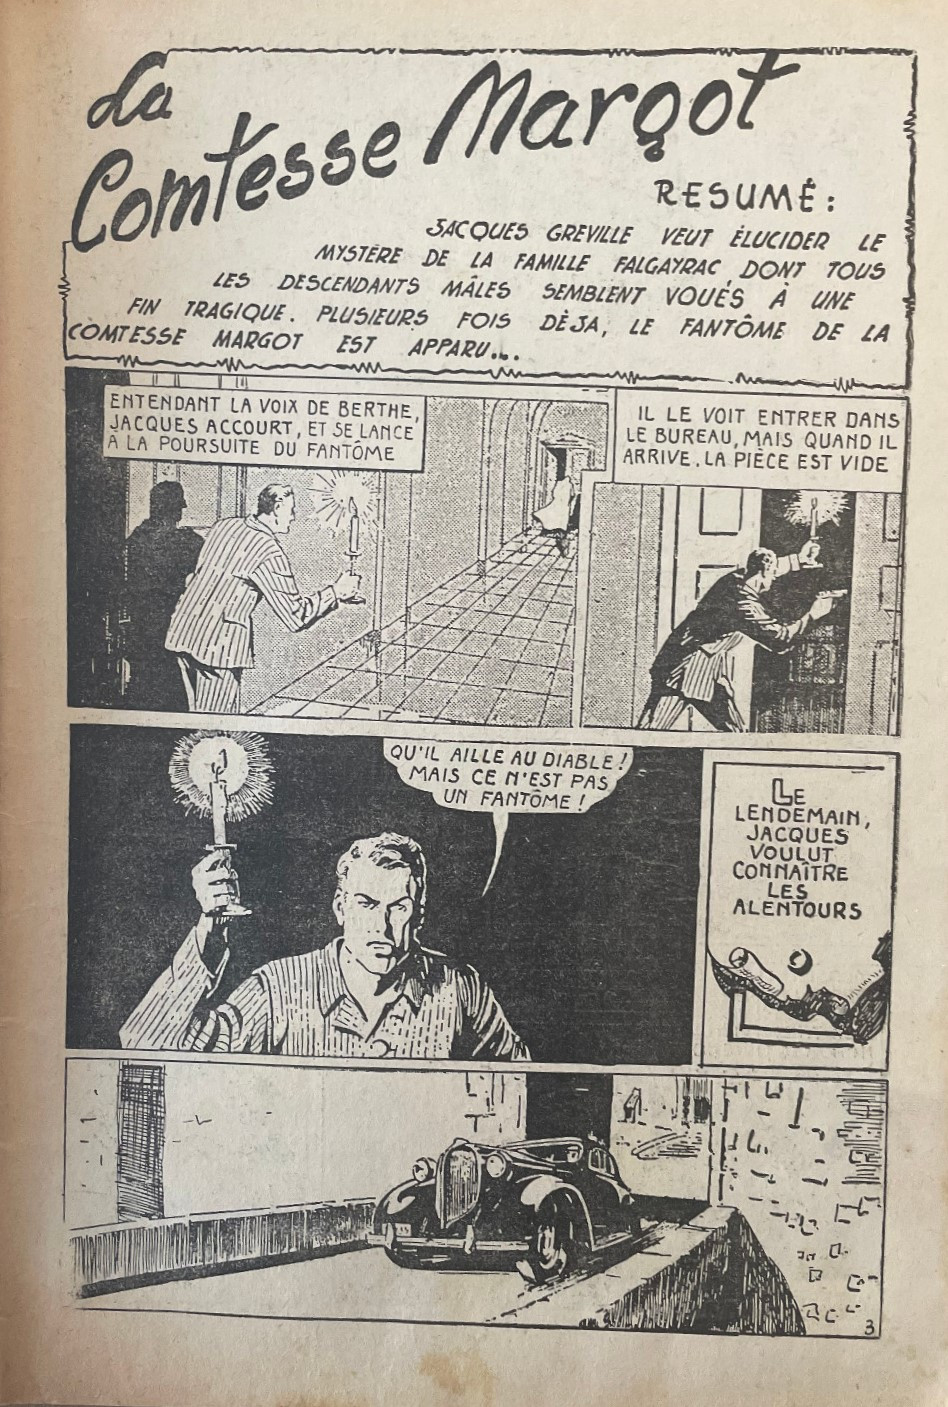 La
Comtesse Margot
RESUMÉ :
JACQUES GREVILLE VEUT ÉLUCIDER LE
MYSTÈRE DE LA FAMILLE FALGAYRAC, DONT TOUS
LES DESCENDANTS MÂLES SEMBLENT VOUÉS À UNE
FIN TRAGIQUE. PLUSIEURS FOIS DÉJA, LE FANTÔME DE LA
COMTESSE MARGOT EST APPARU...
ENTENDANT LA VOIX DE BERTHE,
JACQUES ACCOURT, ET SE LANCE
A LA POURSUITE DU FANTÔME
IL LE VOIT ENTRER DANS
LE BUREAU, MAIS QUAND IL
ARRIVE. LA PIÈCE EST VIDE
QU'IL AILLE AU DIABLE !
MAIS CE N'EST PAS
UN FANTÔME !
LE
LENDEMAIN,
JACQUES
VOULUT
CONNAÎTRE
LES
ALENTOURS
3